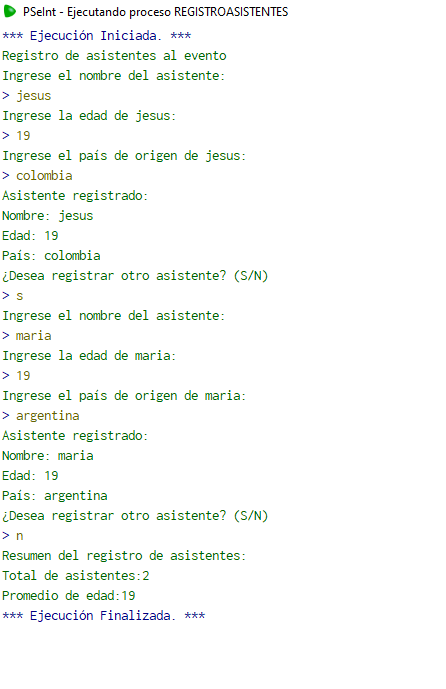 PSeInt - Ejecutando proceso REGISTROASISTENTES
*** Ejecución Iniciada. ***
Registro de asistentes al evento
Ingrese el nombre del asistente:
> jesus
Ingrese la edad de jesus:
> 19
Ingrese el país de origen de jesus:
> colombia
Asistente registrado:
Nombre: jesus
Edad: 19
País: colombia
¿Desea registrar otro asistente? (S/N)
> s
Ingrese el nombre del asistente:
> maria
Ingrese la edad de maria:
> 19
Ingrese el país de origen de maria:
> argentina
Asistente registrado:
Nombre: maria
Edad: 19
País: argentina
¿Desea registrar otro asistente? (S/N)
> n
Resumen del registro de asistentes:
Total de asistentes:2
Promedio de edad:19
*** Ejecución Finalizada. ***